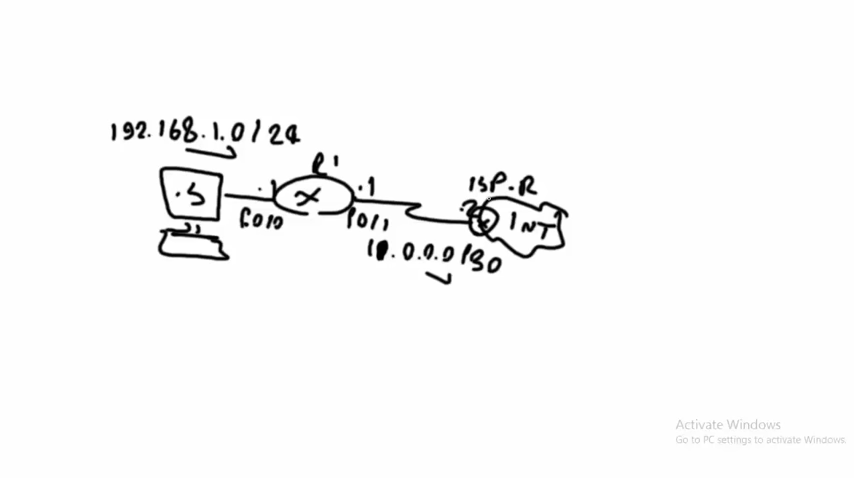 192.168.1.0/24
R1
ISP.R
.5
.1
.1
.2
INT
F0/0
F0/1
10.0.0.0/30
Activate Windows
Go to PC settings to activate Windows.